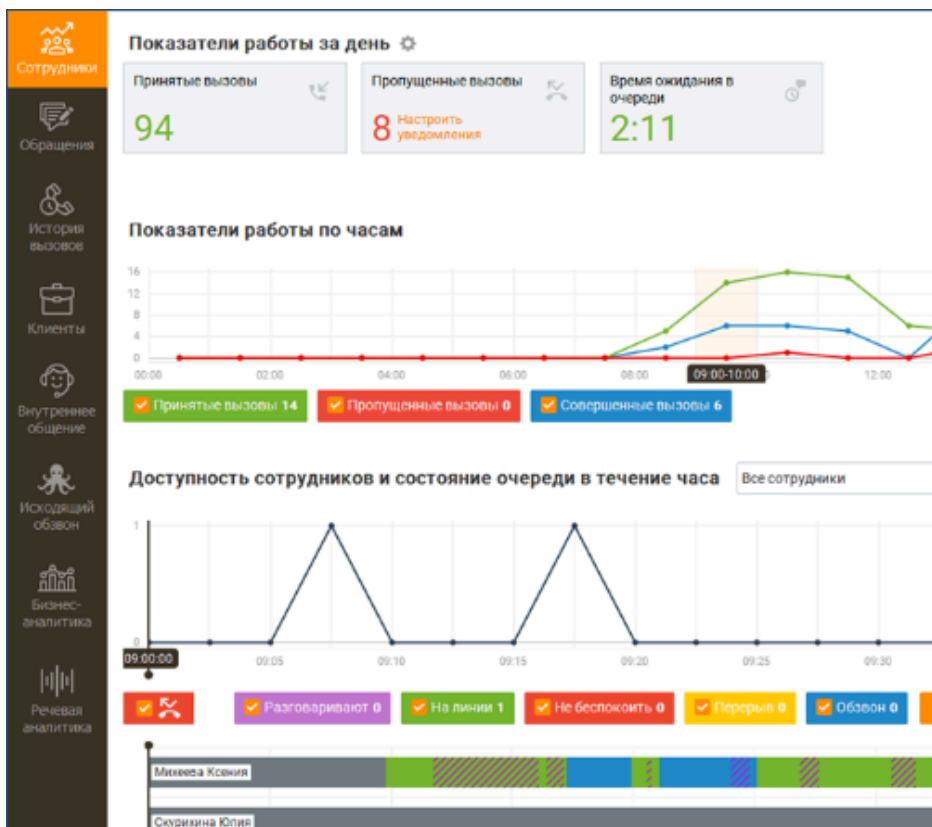 Сотрудники
Обращения
История
вызовов
Клиенты
Внутреннее
общение
Исходящий
обзвон
Бизнес-
аналитика
Речевая
аналитика
Показатели работы за день
Принятые вызовы
94
Пропущенные вызовы
8 Настроить
уведомления
Время ожидания в
очереди
2:11
Показатели работы по часам
16
12
8
4
0
00:00 02:00 04:00 06:00 08:00 09:00-10:00 12:00
Принятые вызовы 14 Пропущенные вызовы 0 Совершенные вызовы 6
Доступность сотрудников и состояние очереди в течение часа Все сотрудники
1
0
09:00:00 09:05 09:10 09:15 09:20 09:25 09:30
Разговаривают 0 На линии 1 Не беспокоить 0 Перерыв 0 Обзвон 0
Михеева Ксения
Скурихина Юлия